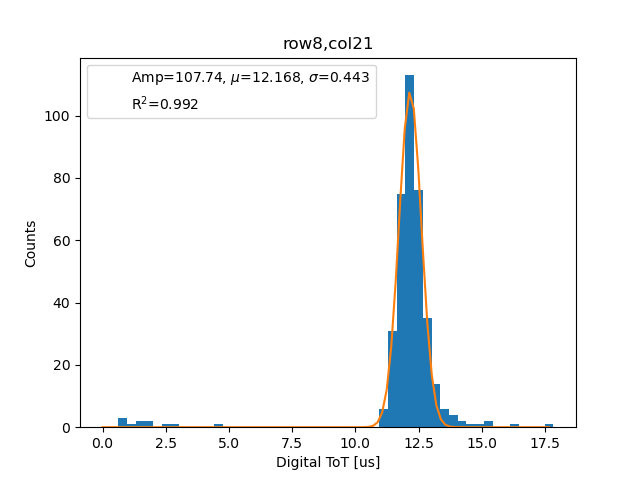 row8,col21
Amp=107.74, μ=12.168, σ=0.443
R²=0.992
Counts
100
80
60
40
20
0
0.0 2.5 5.0 7.5 10.0 12.5 15.0 17.5
Digital ToT [us]